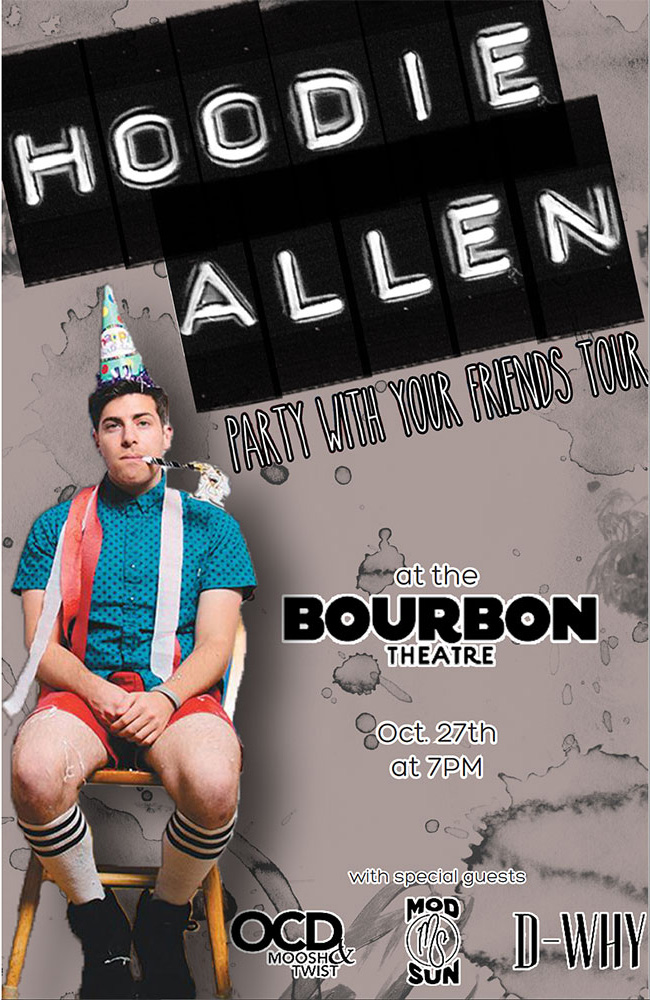 HOODIE
ALLEN
PARTY WITH YOUR FRIENDS TOUR
at the
BOURBON
THEATRE
Oct. 27th
at 7PM
with special guests
OCD
MOOSH &
TWIST
MOD
MS
SUN
D-WHY